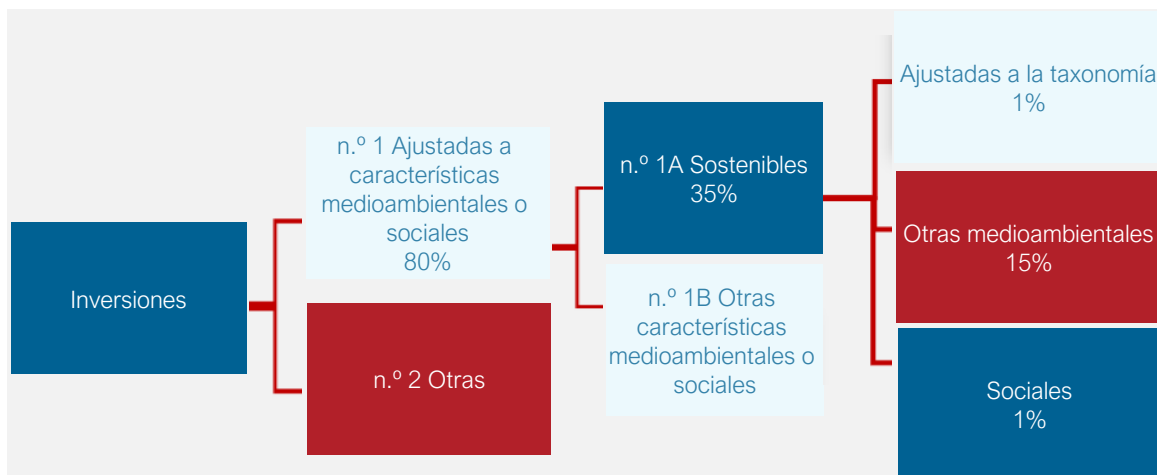 Inversiones
n.º 1 Ajustadas a
características
medioambientales o
sociales
80%
n.º 2 Otras
n.º 1A Sostenibles
35%
n.º 1B Otras
características
medioambientales o
sociales
Ajustadas a la taxonomía
1%
Otras medioambientales
15%
Sociales
1%